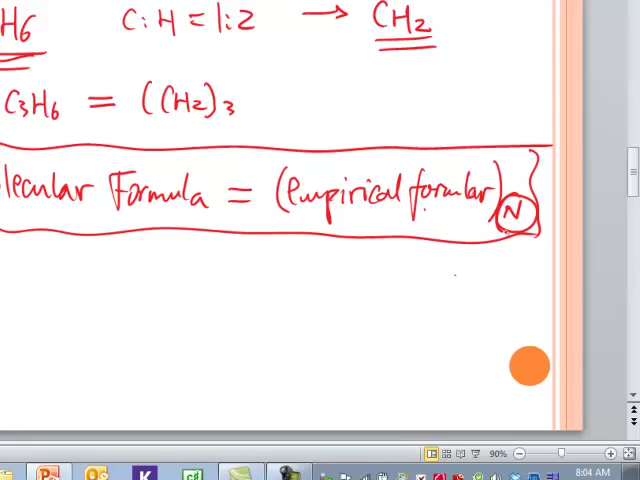 H6 C:H=1:2 → CH2
C3H6 = (CH2)3
lecular Formula = (empirical formular)N
90%
8:04 AM